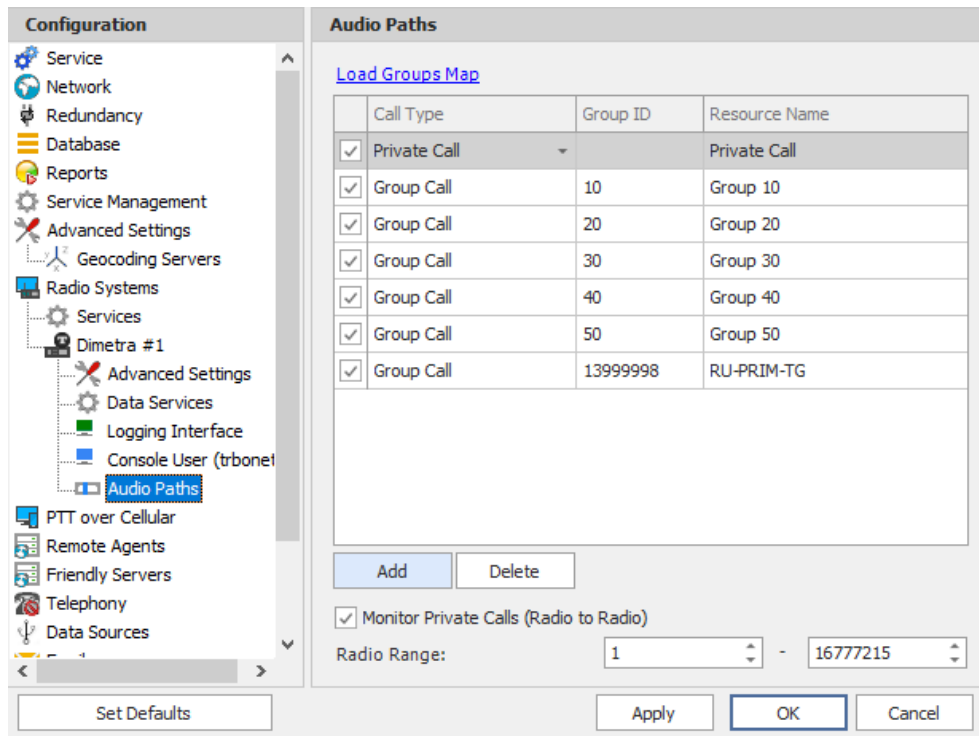 Configuration
Service
Network
Redundancy
Database
Reports
Service Management
Advanced Settings
Geocoding Servers
Radio Systems
Services
Dimetra #1
Advanced Settings
Data Services
Logging Interface
Console User (trbonet
Audio Paths
PTT over Cellular
Remote Agents
Friendly Servers
Telephony
Data Sources
Set Defaults
Audio Paths
Load Groups Map
Call Type Group ID Resource Name
Private Call Private Call
Group Call 10 Group 10
Group Call 20 Group 20
Group Call 30 Group 30
Group Call 40 Group 40
Group Call 50 Group 50
Group Call 13999998 RU-PRIM-TG
Add Delete
Monitor Private Calls (Radio to Radio)
Radio Range: 1 - 16777215
Apply OK Cancel